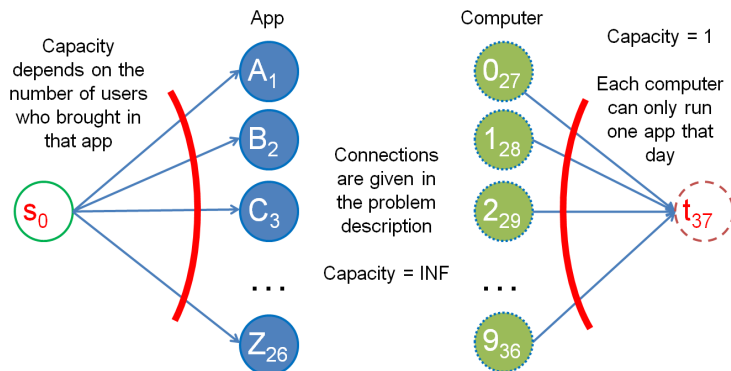 App
Computer
Capacity
depends on the
number of users
who brought in
that app
Capacity = 1
Each computer
can only run
one app that
day
Connections
are given in
the problem
description
Capacity = INF
s0
A1
B2
C3
...
Z26
027
128
229
...
936
t37